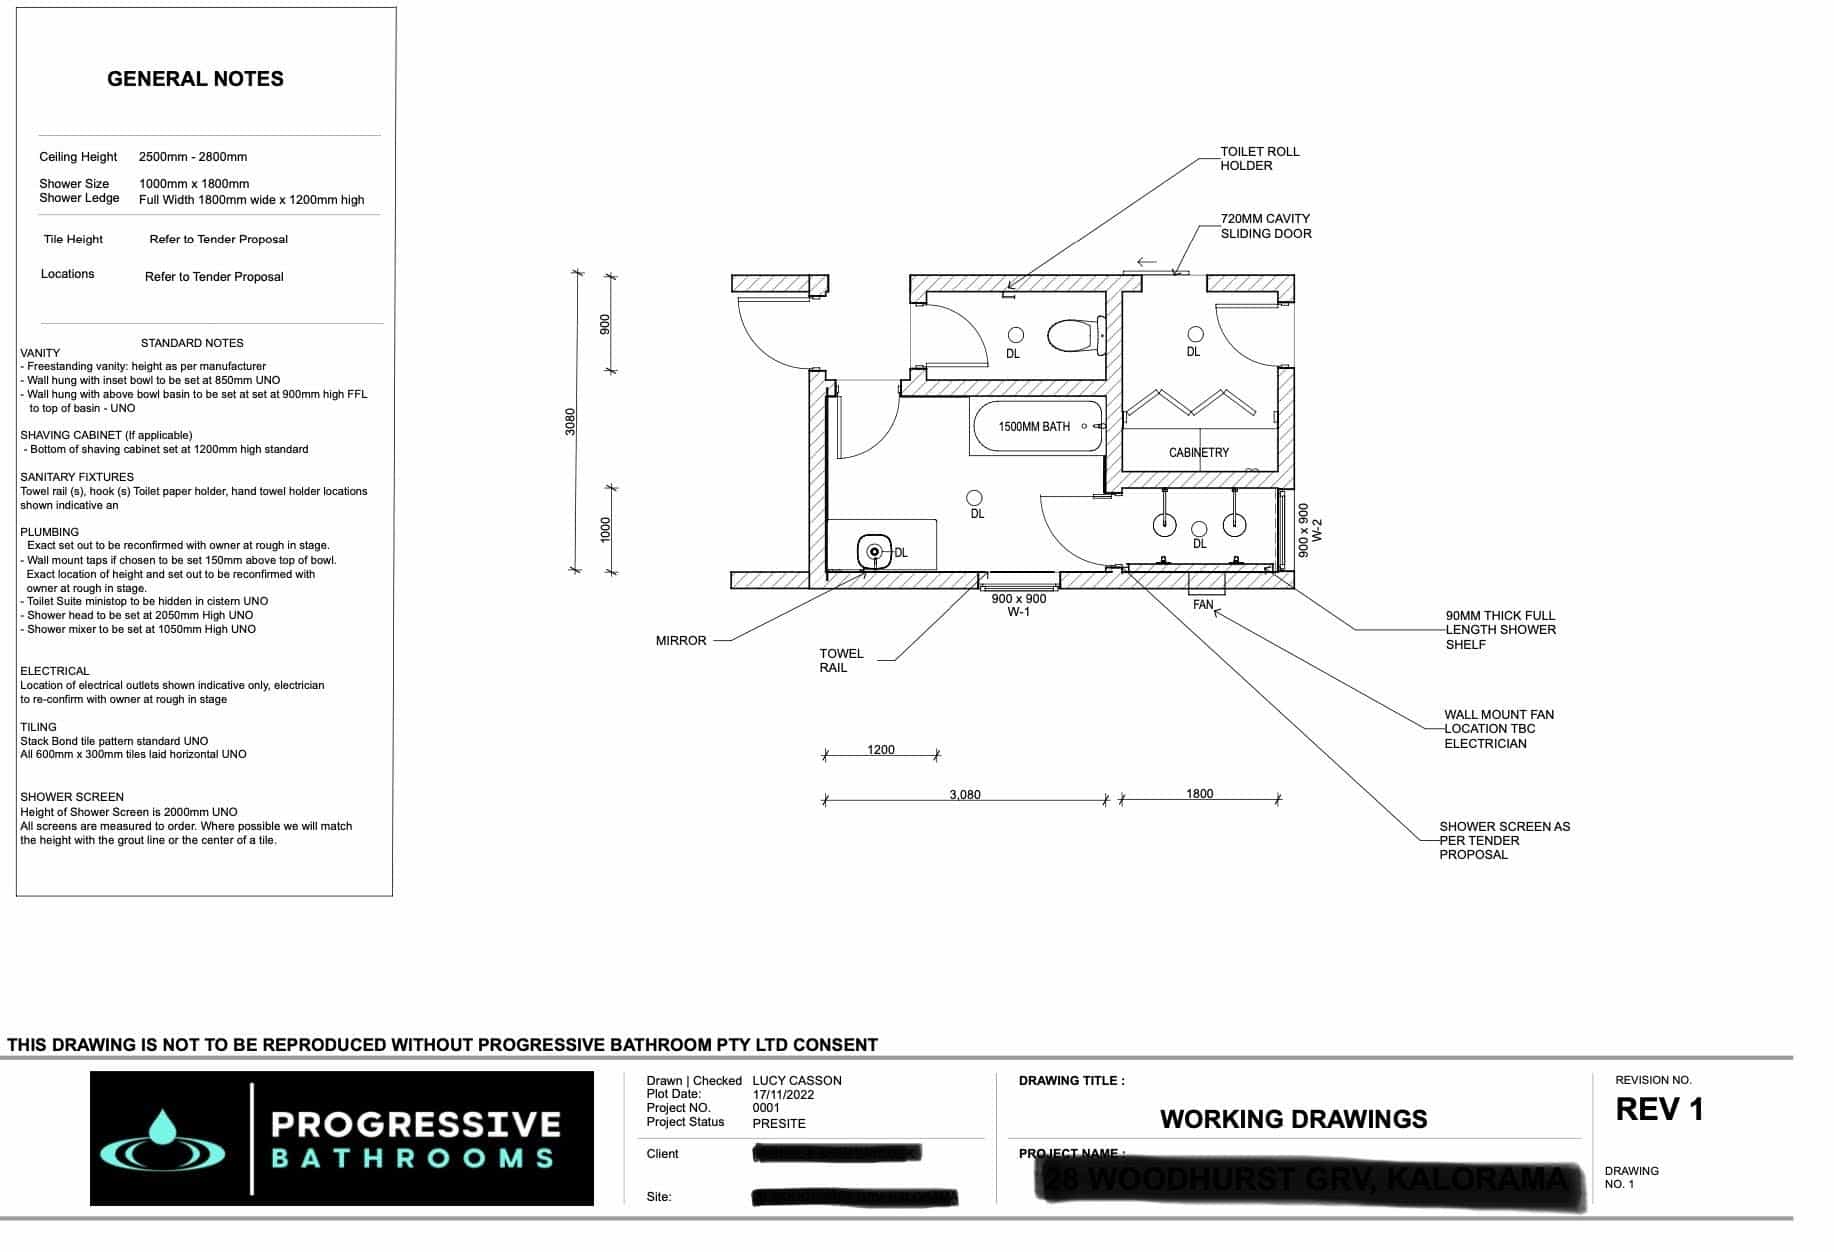 GENERAL NOTES
Ceiling Height 2500mm - 2800mm
Shower Size 1000mm x 1800mm
Shower Ledge Full Width 1800mm wide x 1200mm high
Tile Height Refer to Tender Proposal
Locations Refer to Tender Proposal
STANDARD NOTES
VANITY
- Freestanding vanity: height as per manufacturer
- Wall hung with inset bowl to be set at 850mm UNO
- Wall hung with above bowl basin to be set at set at 900mm high FFL
to top of basin - UNO
SHAVING CABINET (If applicable)
- Bottom of shaving cabinet set at 1200mm high standard
SANITARY FIXTURES
Towel rail (s), hook (s) Toilet paper holder, hand towel holder locations
shown indicative an
PLUMBING
Exact set out to be reconfirmed with owner at rough in stage.
- Wall mount taps if chosen to be set 150mm above top of bowl.
Exact location of height and set out to be reconfirmed with
owner at rough in stage.
- Toilet Suite ministop to be hidden in cistern UNO
- Shower head to be set at 2050mm High UNO
- Shower mixer to be set at 1050mm High UNO
ELECTRICAL
Location of electrical outlets shown indicative only, electrician
to re-confirm with owner at rough in stage
TILING
Stack Bond tile pattern standard UNO
All 600mm x 300mm tiles laid horizontal UNO
SHOWER SCREEN
Height of Shower Screen is 2000mm UNO
All screens are measured to order. Where possible we will match
the height with the grout line or the center of a tile.
TOILET ROLL
HOLDER
720MM CAVITY
SLIDING DOOR
900
3080
1000
DL
DL
1500MM BATH
CABINETRY
DL
DL
DL
900 x 900
W-2
900 x 900
W-1
FAN
MIRROR
TOWEL
RAIL
90MM THICK FULL
LENGTH SHOWER
SHELF
WALL MOUNT FAN
LOCATION TBC
ELECTRICIAN
1200
3,080
1800
SHOWER SCREEN AS
PER TENDER
PROPOSAL
THIS DRAWING IS NOT TO BE REPRODUCED WITHOUT PROGRESSIVE BATHROOM PTY LTD CONSENT
PROGRESSIVE
BATHROOMS
Drawn | Checked LUCY CASSON
Plot Date: 17/11/2022
Project NO. 0001
Project Status PRESITE
Client
Site:
DRAWING TITLE :
WORKING DRAWINGS
PROJECT NAME :
REVISION NO.
REV 1
DRAWING
NO. 1